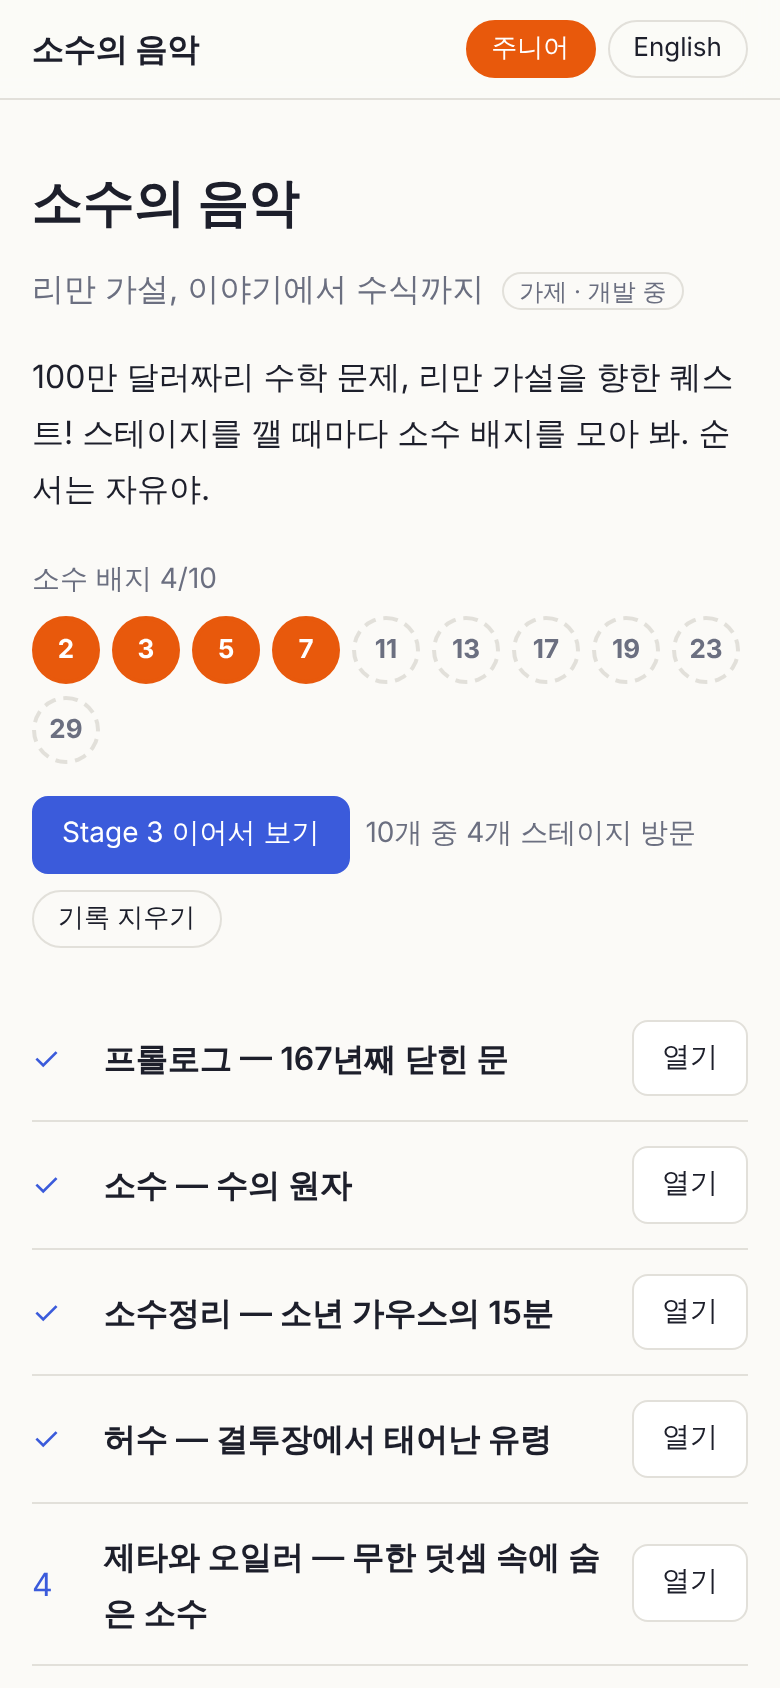 소수의 음악
주니어
English
소수의 음악
리만 가설, 이야기에서 수식까지
가제 · 개발 중
100만 달러짜리 수학 문제, 리만 가설을 향한 퀘스
트! 스테이지를 깰 때마다 소수 배지를 모아 봐. 순
서는 자유야.
소수 배지 4/10
2 3 5 7 11 13 17 19 23
29
Stage 3 이어서 보기
10개 중 4개 스테이지 방문
기록 지우기
✓ 프롤로그 — 167년째 닫힌 문 열기
✓ 소수 — 수의 원자 열기
✓ 소수정리 — 소년 가우스의 15분 열기
✓ 허수 — 결투장에서 태어난 유령 열기
4 제타와 오일러 — 무한 덧셈 속에 숨
은 소수 열기